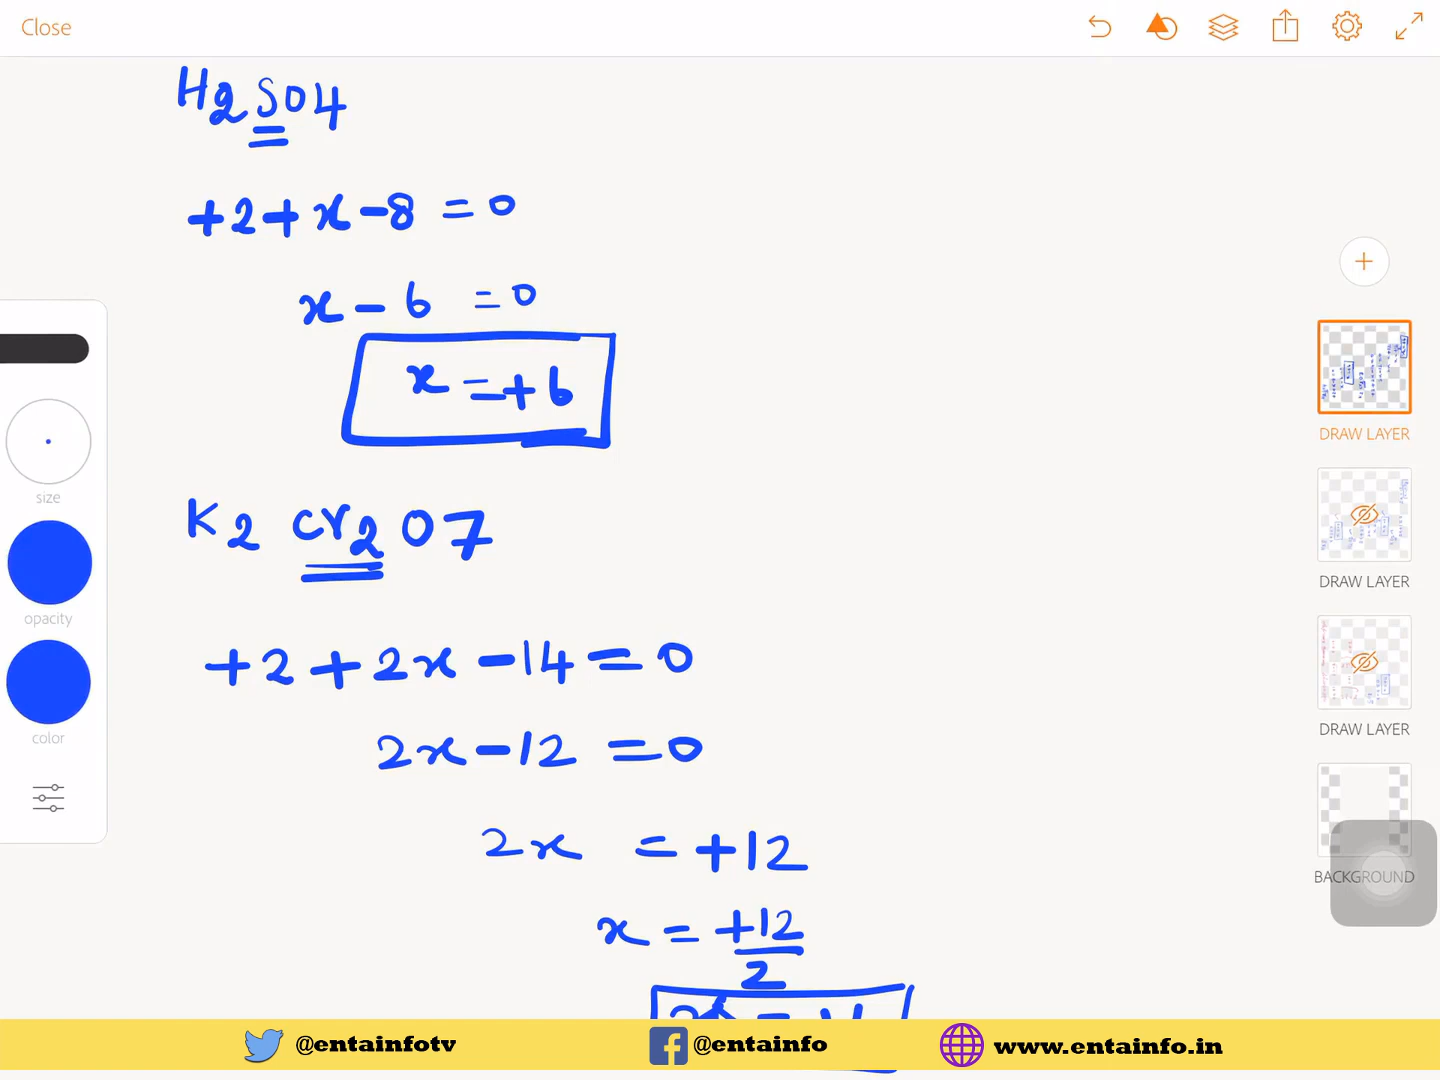 Close
H2SO4
+2+x-8 = 0
x-6 = 0
x = +6
K2 Cr2 O7
+2 + 2x - 14 = 0
2x - 12 = 0
2x = +12
x = +12
2
size
opacity
color
DRAW LAYER
DRAW LAYER
DRAW LAYER
BACKGROUND
@entainfotv
@entainfo
www.entainfo.in